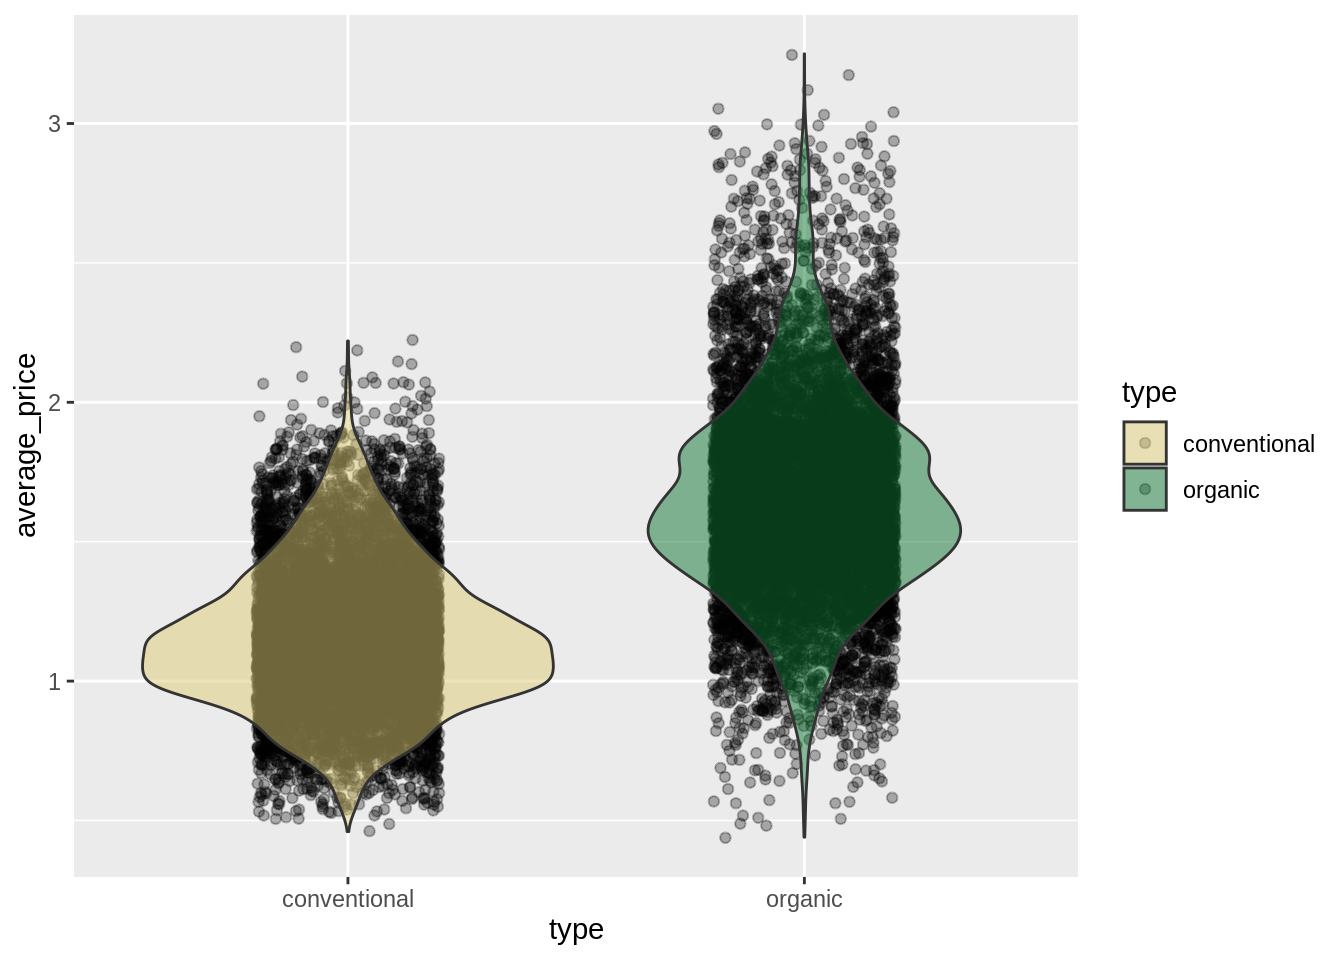 average_price
3
2
1
conventional
organic
type
type
conventional
organic